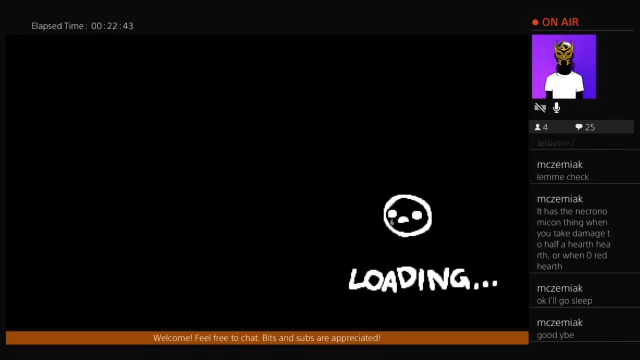 Elapsed Time : 00:22:43
ON AIR
4 25
mczemiak
lemme check
mczemiak
It has the necrono
micon thing when
you take damage t
o half a hearth hea
rth, or when 0 red
hearth
LOADING...
mczemiak
ok I'll go sleep
mczemiak
good ybe
Welcome! Feel free to chat. Bits and subs are appreciated!